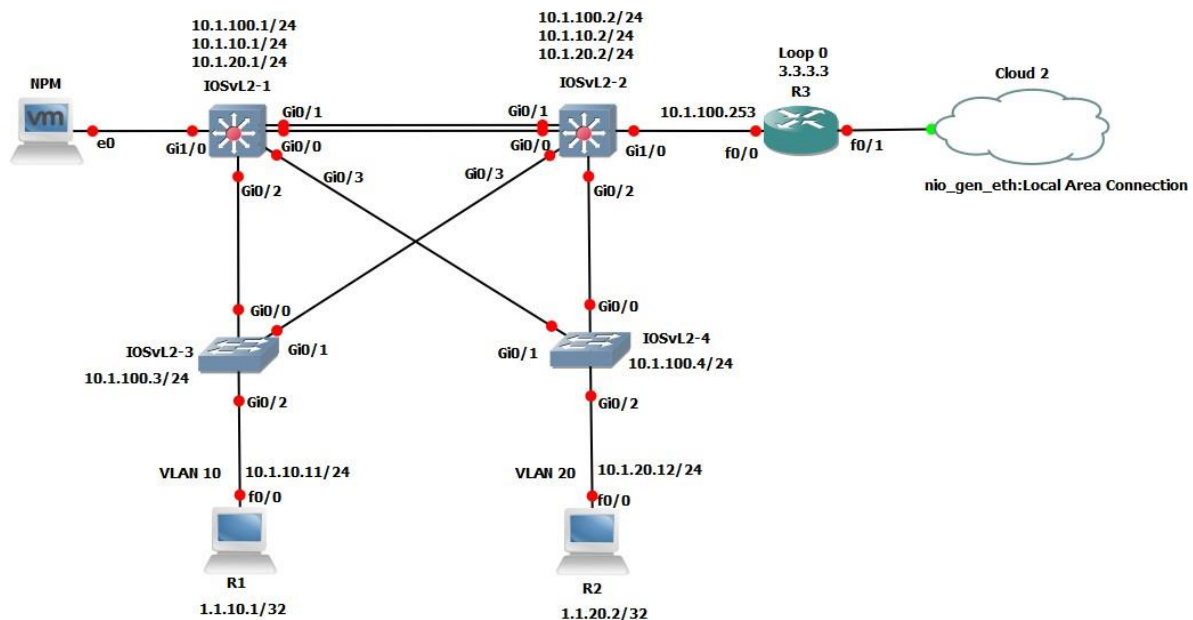 10.1.100.1/24
10.1.10.1/24
10.1.20.1/24
IOSvL2-1
10.1.100.2/24
10.1.10.2/24
10.1.20.2/24
IOSvL2-2
Loop 0
3.3.3.3
R3
Cloud 2
NPM
vm
e0
Gi1/0
Gi0/1
Gi0/0
Gi0/1
Gi0/0
Gi1/0
10.1.100.253
f0/0
f0/1
nio_gen_eth:Local Area Connection
Gi0/2
Gi0/3
Gi0/3
Gi0/2
Gi0/0
Gi0/1
IOSvL2-3
10.1.100.3/24
Gi0/0
Gi0/1
IOSvL2-4
10.1.100.4/24
Gi0/2
Gi0/2
VLAN 10
10.1.10.11/24
f0/0
VLAN 20
10.1.20.12/24
f0/0
R1
1.1.10.1/32
R2
1.1.20.2/32